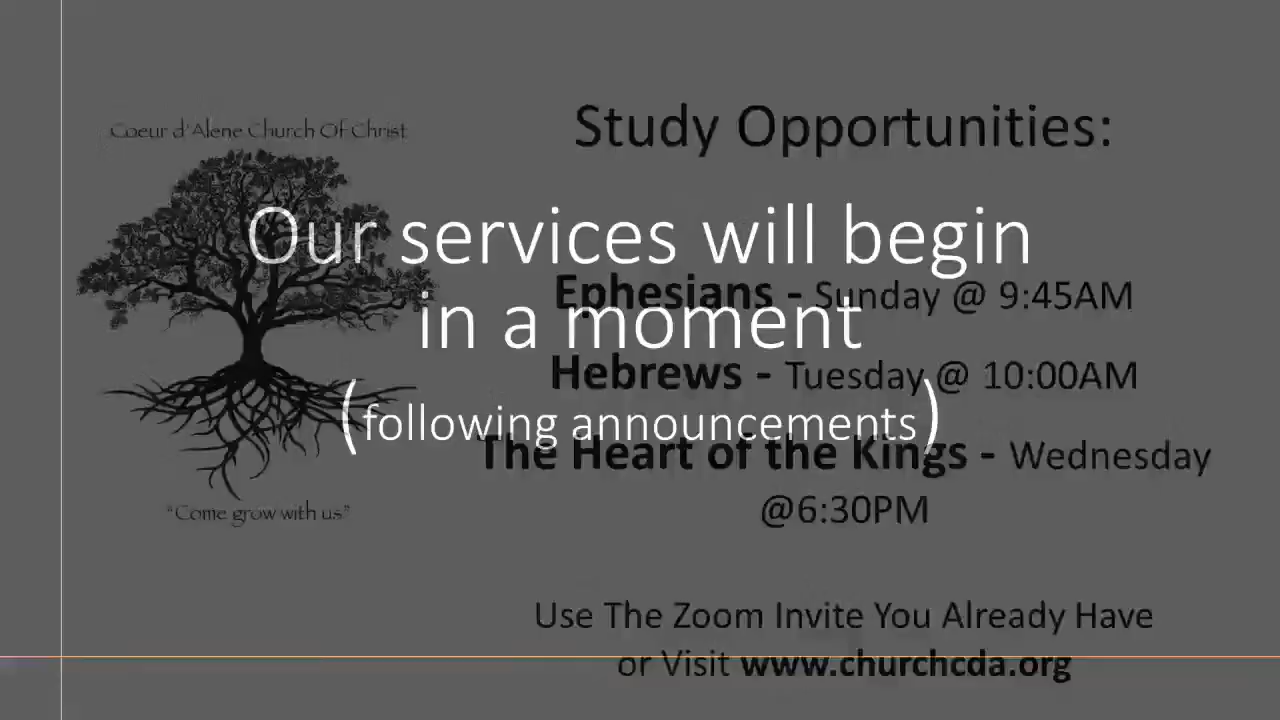 Coeur d'Alene Church Of Christ
"Come grow with us"
Study Opportunities:
Ephesians - Sunday @ 9:45AM
Hebrews - Tuesday @ 10:00AM
The Heart of the Kings - Wednesday
@6:30PM
Use The Zoom Invite You Already Have
or Visit www.churchcda.org
Our services will begin
in a moment
(following announcements)